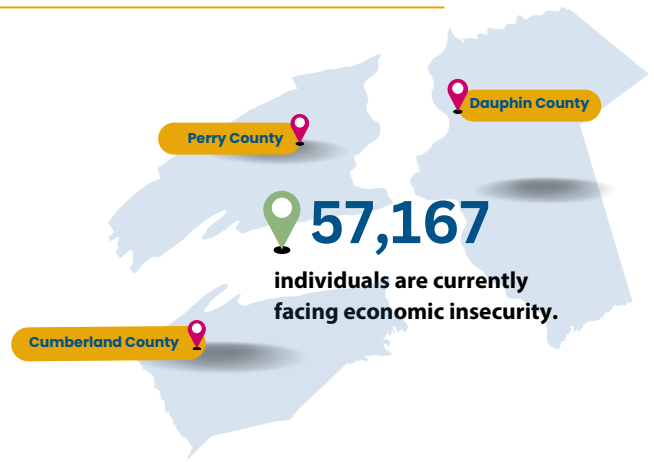 Dauphin County
Perry County
57,167
individuals are currently
facing economic insecurity.
Cumberland County